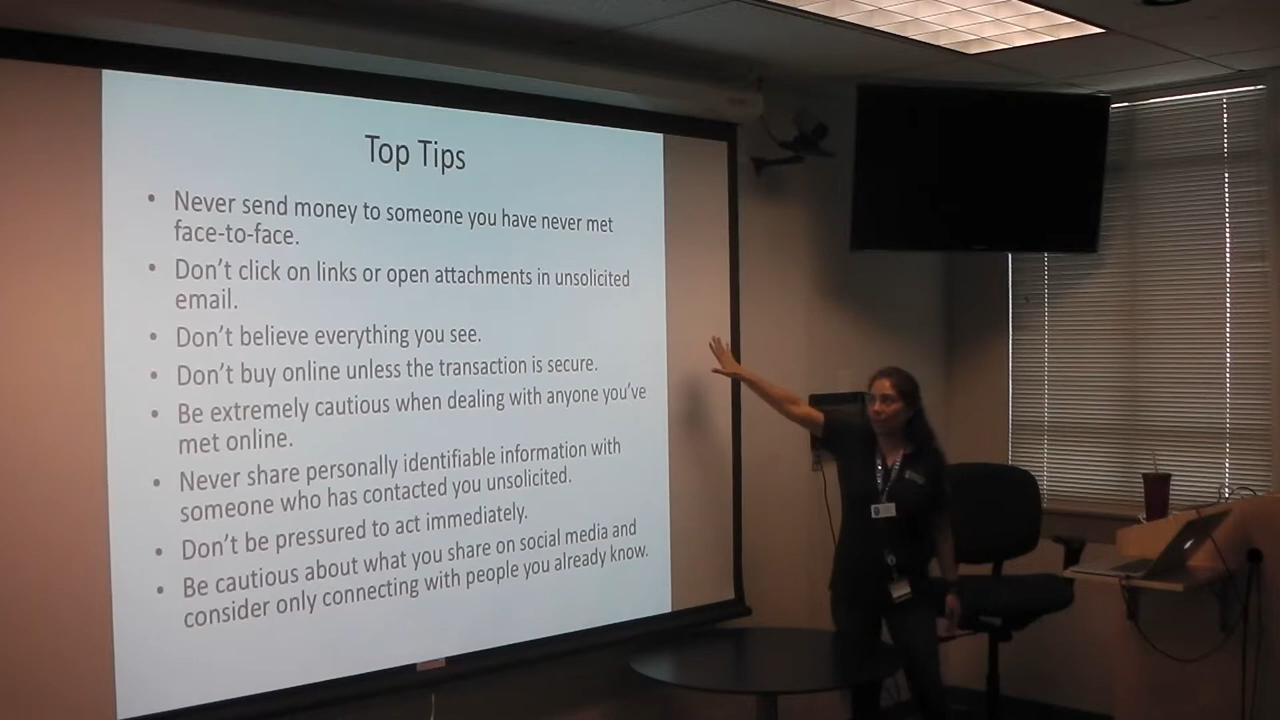 Top Tips
• Never send money to someone you have never met
face-to-face.
• Don't click on links or open attachments in unsolicited
email.
• Don't believe everything you see.
• Don't buy online unless the transaction is secure.
• Be extremely cautious when dealing with anyone you've
met online.
• Never share personally identifiable information with
someone who has contacted you unsolicited.
• Don't be pressured to act immediately.
• Be cautious about what you share on social media and
consider only connecting with people you already know.